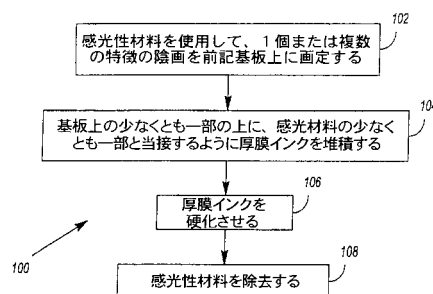 102
感光性材料を使用して、1個または複数
の特徴の陰画を前記基板上に画定する
基板上の少なくとも一部の上に、感光材料の少なく
とも一部と当接するように厚膜インクを堆積する
106
厚膜インクを
硬化させる
100
108
感光性材料を除去する